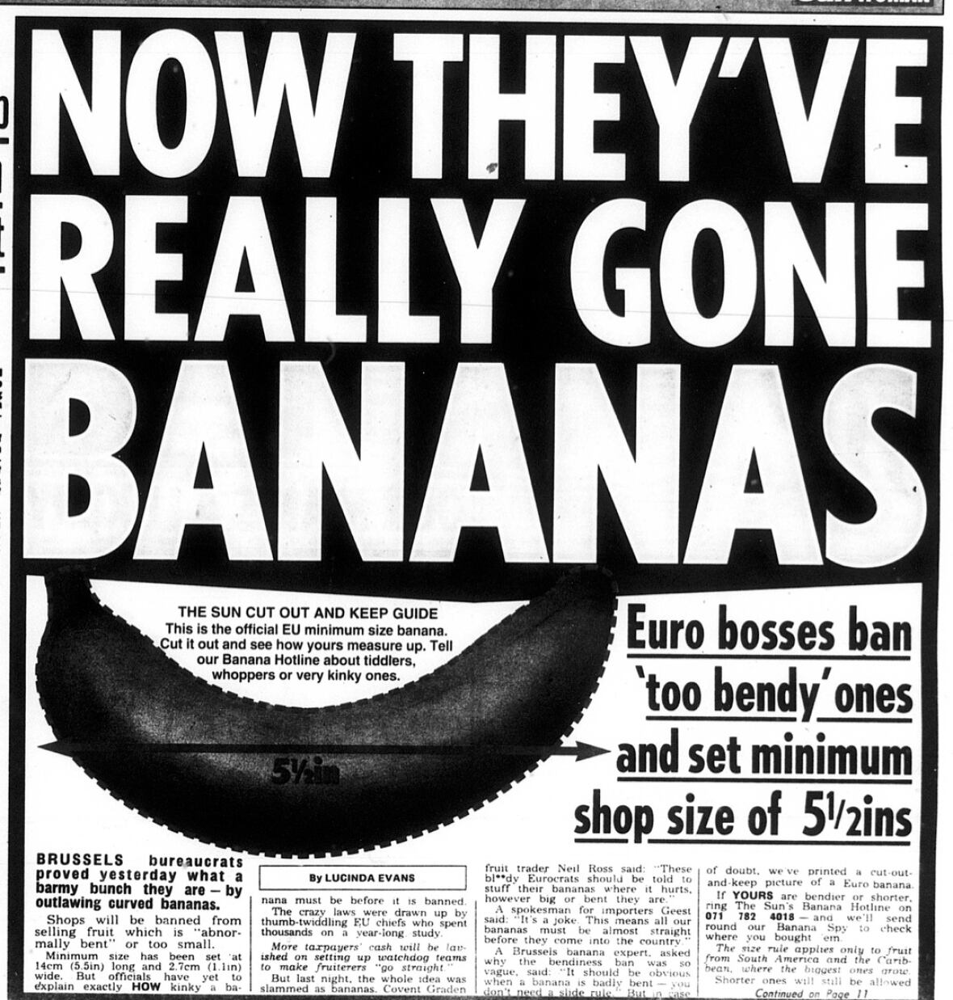 NOW THEY'VE
REALLY GONE
BANANAS
THE SUN CUT OUT AND KEEP GUIDE
This is the official EU minimum size banana.
Cut it out and see how yours measure up. Tell
our Banana Hotline about tiddlers,
whoppers or very kinky ones.
5½in
Euro bosses ban
'too bendy' ones
and set minimum
shop size of 5½ins
BRUSSELS bureaucrats
proved yesterday what a
barmy bunch they are — by
outlawing curved bananas.
Shops will be banned from
selling fruit which is "abnor-
mally bent" or too small.
Minimum size has been set at
14cm (5.5in) long and 2.7cm (1.1in)
wide. But officials have yet to
explain exactly HOW kinky a ba-
By LUCINDA EVANS
nana must be before it is banned.
The crazy laws were drawn up by
thumb-twiddling EU chiefs who spent
thousands on a year-long study.
More taxpayers' cash will be lav-
ished on setting up watchdog teams
to make fruiterers "go straight."
But last night, the whole idea was
slammed as bananas. Covent Graden
fruit trader Neil Ross said: "These
bl**dy Eurocrats should be told to
stuff their bananas where it hurts,
however big or bent they are."
A spokesman for importers Geest
said: "It's a joke. This means all our
bananas must be almost straight
before they come into the country."
A Brussels banana expert, asked
why the bendiness ban was so
vague, said: "It should be obvious
when a banana is badly bent — you
don't need a slide rule." But in case
of doubt, we've printed a cut-out-
and-keep picture of a Euro banana.
If YOURS are bendier or shorter,
ring The Sun's Banana Hotline on
071 782 4018 — and we'll send
round our Banana Spy to check
where you bought 'em.
The size rule applies only to fruit
from South America and the Carib-
bean, where the biggest ones grow.
Shorter ones will still be allowed
Continued on Page 11